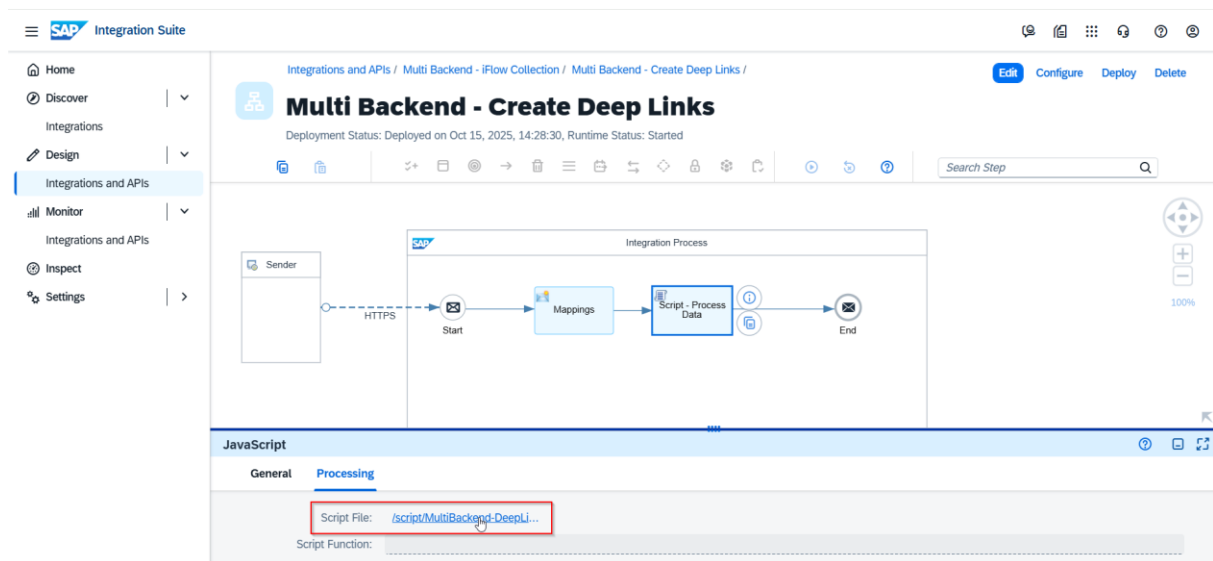 SAP Integration Suite
Home
Discover
Integrations
Design
Integrations and APIs
Monitor
Integrations and APIs
Inspect
Settings
Integrations and APIs / Multi Backend - iFlow Collection / Multi Backend - Create Deep Links /
Edit Configure Deploy Delete
Multi Backend - Create Deep Links
Deployment Status: Deployed on Oct 15, 2025, 14:28:30, Runtime Status: Started
Search Step
SAP Integration Process
Sender
HTTPS
Start
Mappings
Script - Process
Data
End
100%
JavaScript
General Processing
Script File: /script/MultiBackend-DeepLi...
Script Function: